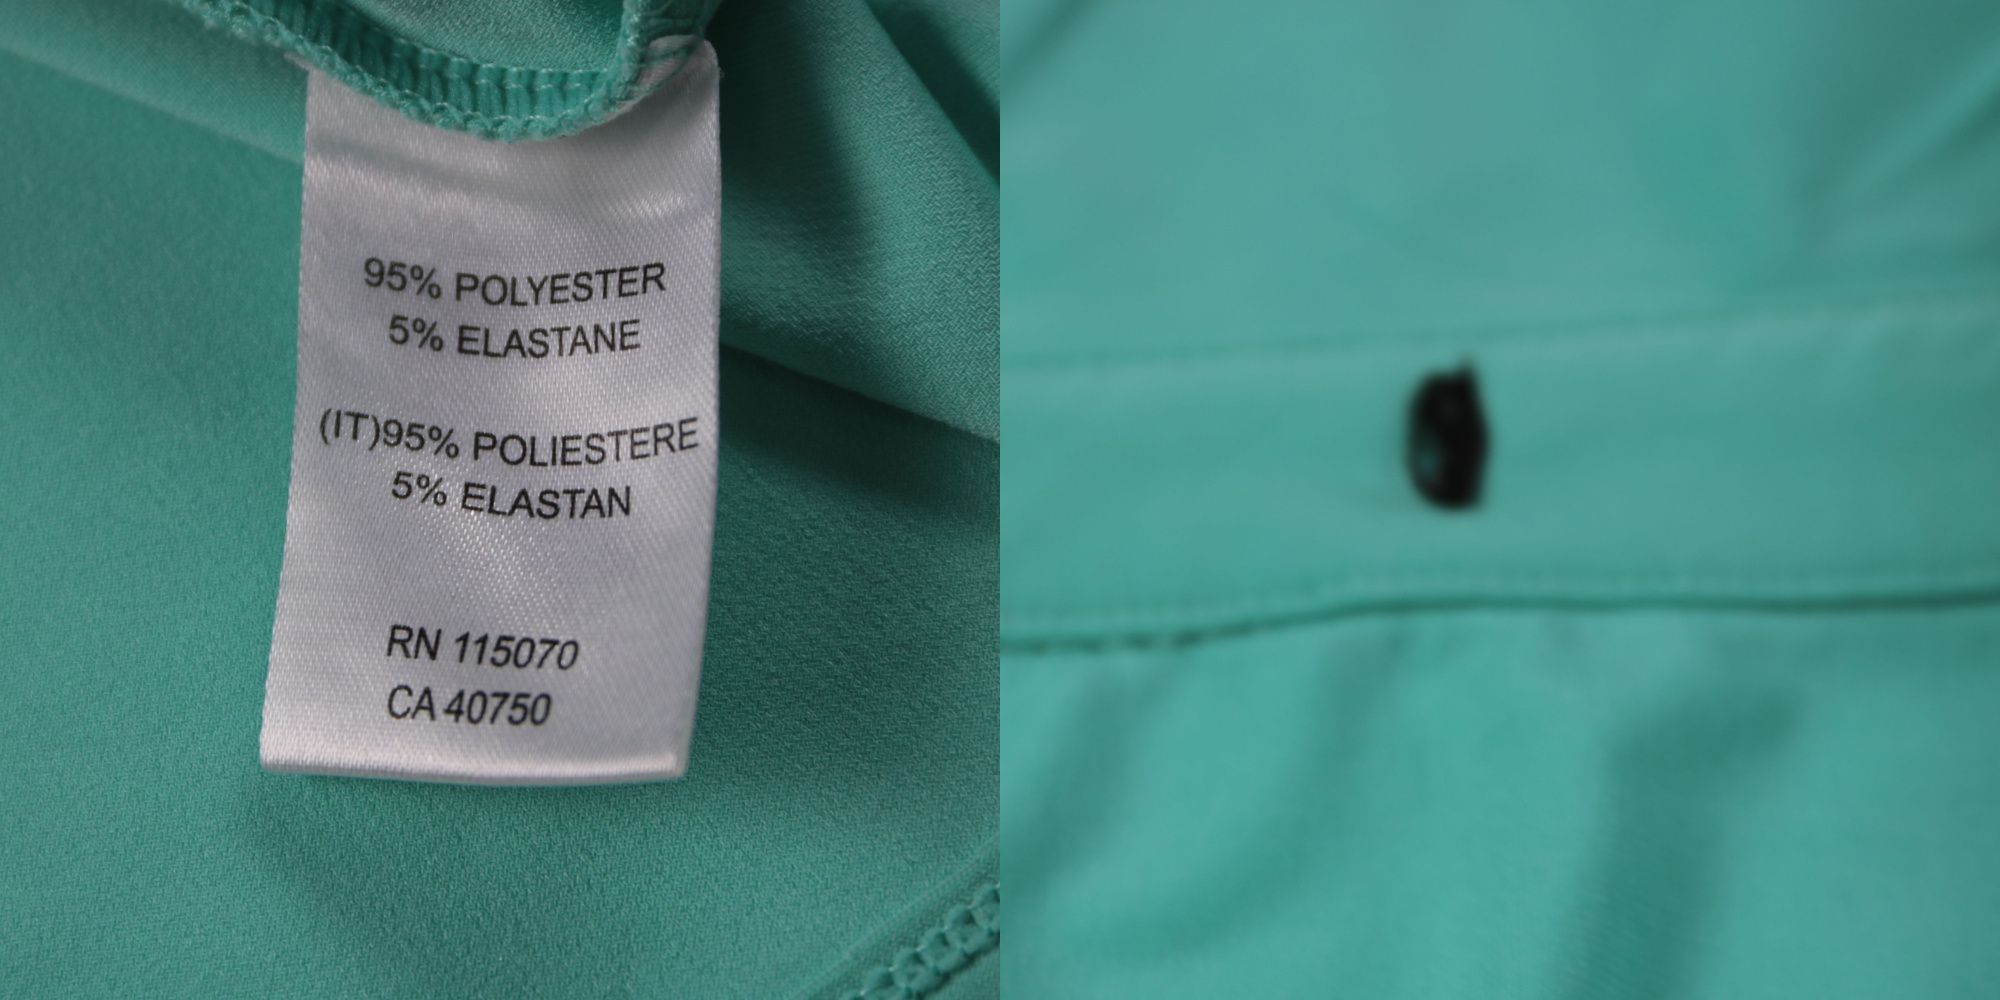 95% POLYESTER
5% ELASTANE
(IT)95% POLIESTERE
5% ELASTAN
RN 115070
CA 40750